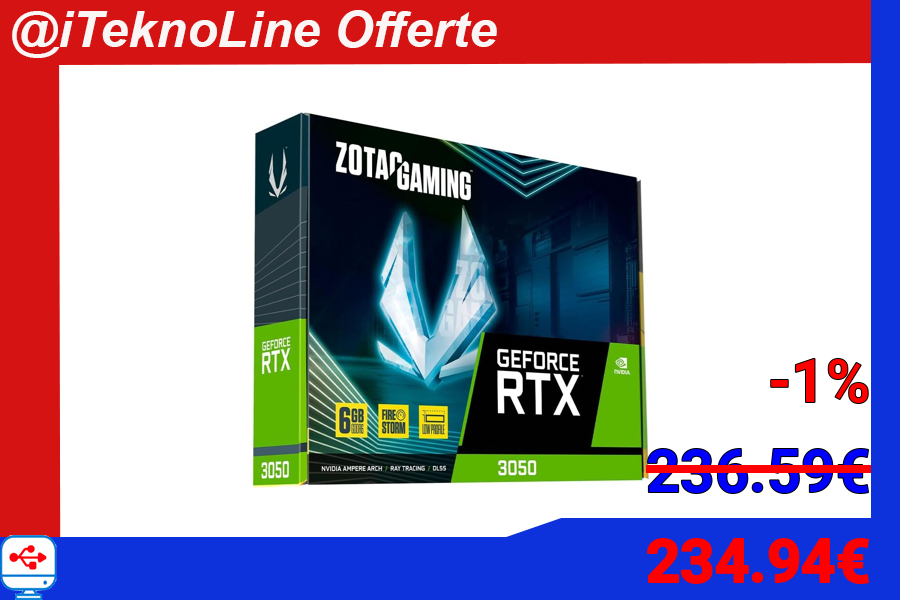 @iTeknoLine Offerte
ZOTAC GAMING
GEFORCE
RTX
3050
6GB
GDDR6
FIRE
STORM
LOW PROFILE
NVIDIA AMPERE ARCH / RAY TRACING / DLSS
GEFORCE
RTX
NVIDIA
3050
-1%
236.59€
234.94€